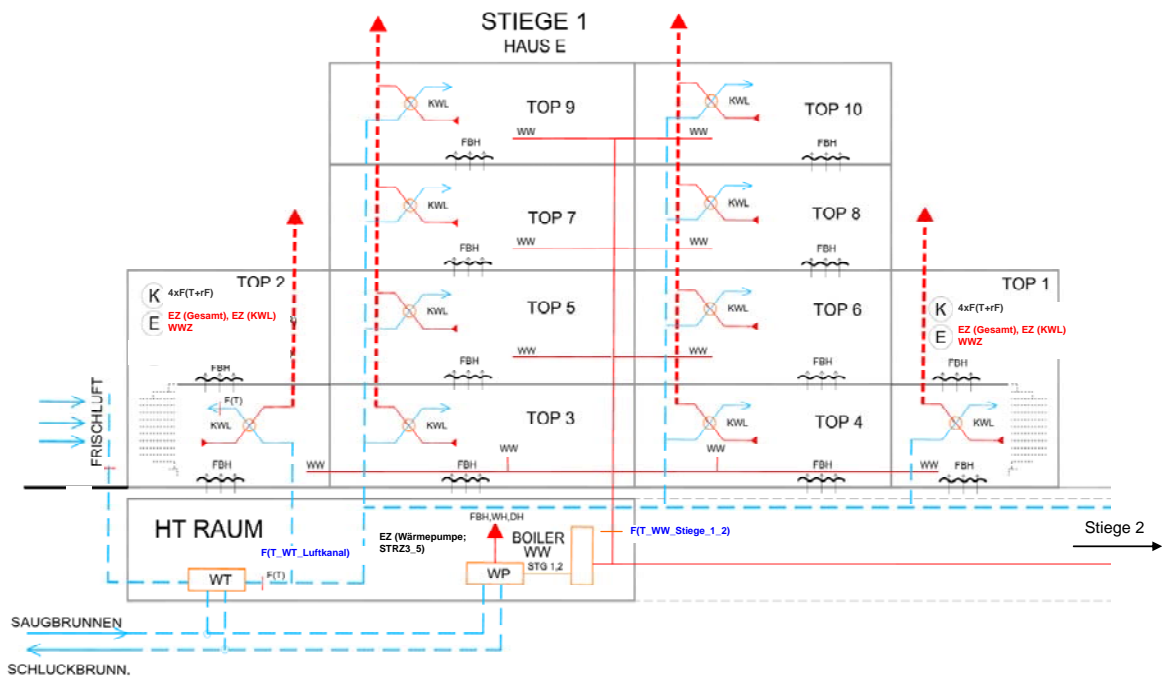 STIEGE 1
HAUS E
KWL
TOP 9
WW
FBH
KWL
TOP 10
WW
FBH
KWL
TOP 7
WW
FBH
KWL
TOP 8
WW
FBH
TOP 2
K 4xF(T+rF)
E EZ (Gesamt), EZ (KWL)
WWZ
FBH
KWL
TOP 5
WW
FBH
KWL
TOP 6
WW
FBH
TOP 1
K 4xF(T+rF)
E EZ (Gesamt), EZ (KWL)
WWZ
FBH
FRISCHLUFT
F(T)
KWL
FBH
WW
KWL
TOP 3
WW
FBH
KWL
TOP 4
WW
FBH
KWL
WW
FBH
HT RAUM
F(T_WT_Luftkanal)
WT
F(T)
EZ (Wärmepumpe;
STRZ3_5)
FBH,WH,DH
WP
BOILER
WW
STG 1,2
F(T_WW_Stiege_1_2)
Stiege 2
SAUGBRUNNEN
SCHLUCKBRUNN.